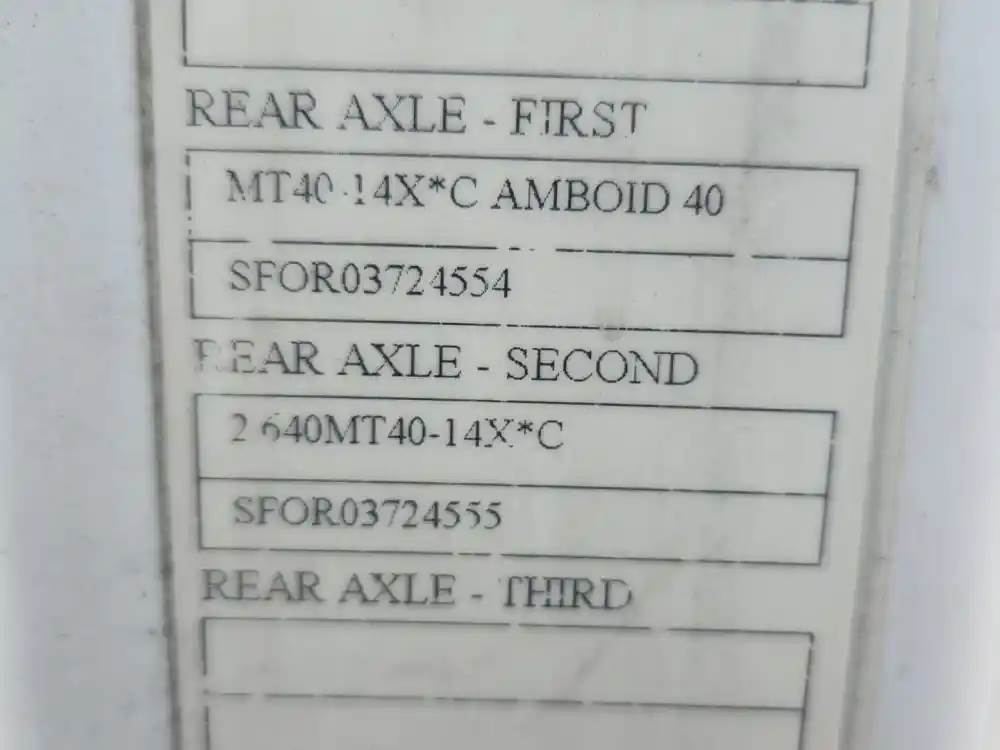 REAR AXLE - FIRST
MT40-14X*C AMBOID 40
SFOR03724554
REAR AXLE - SECOND
2.640MT40-14X*C
SFOR03724555
REAR AXLE - THIRD